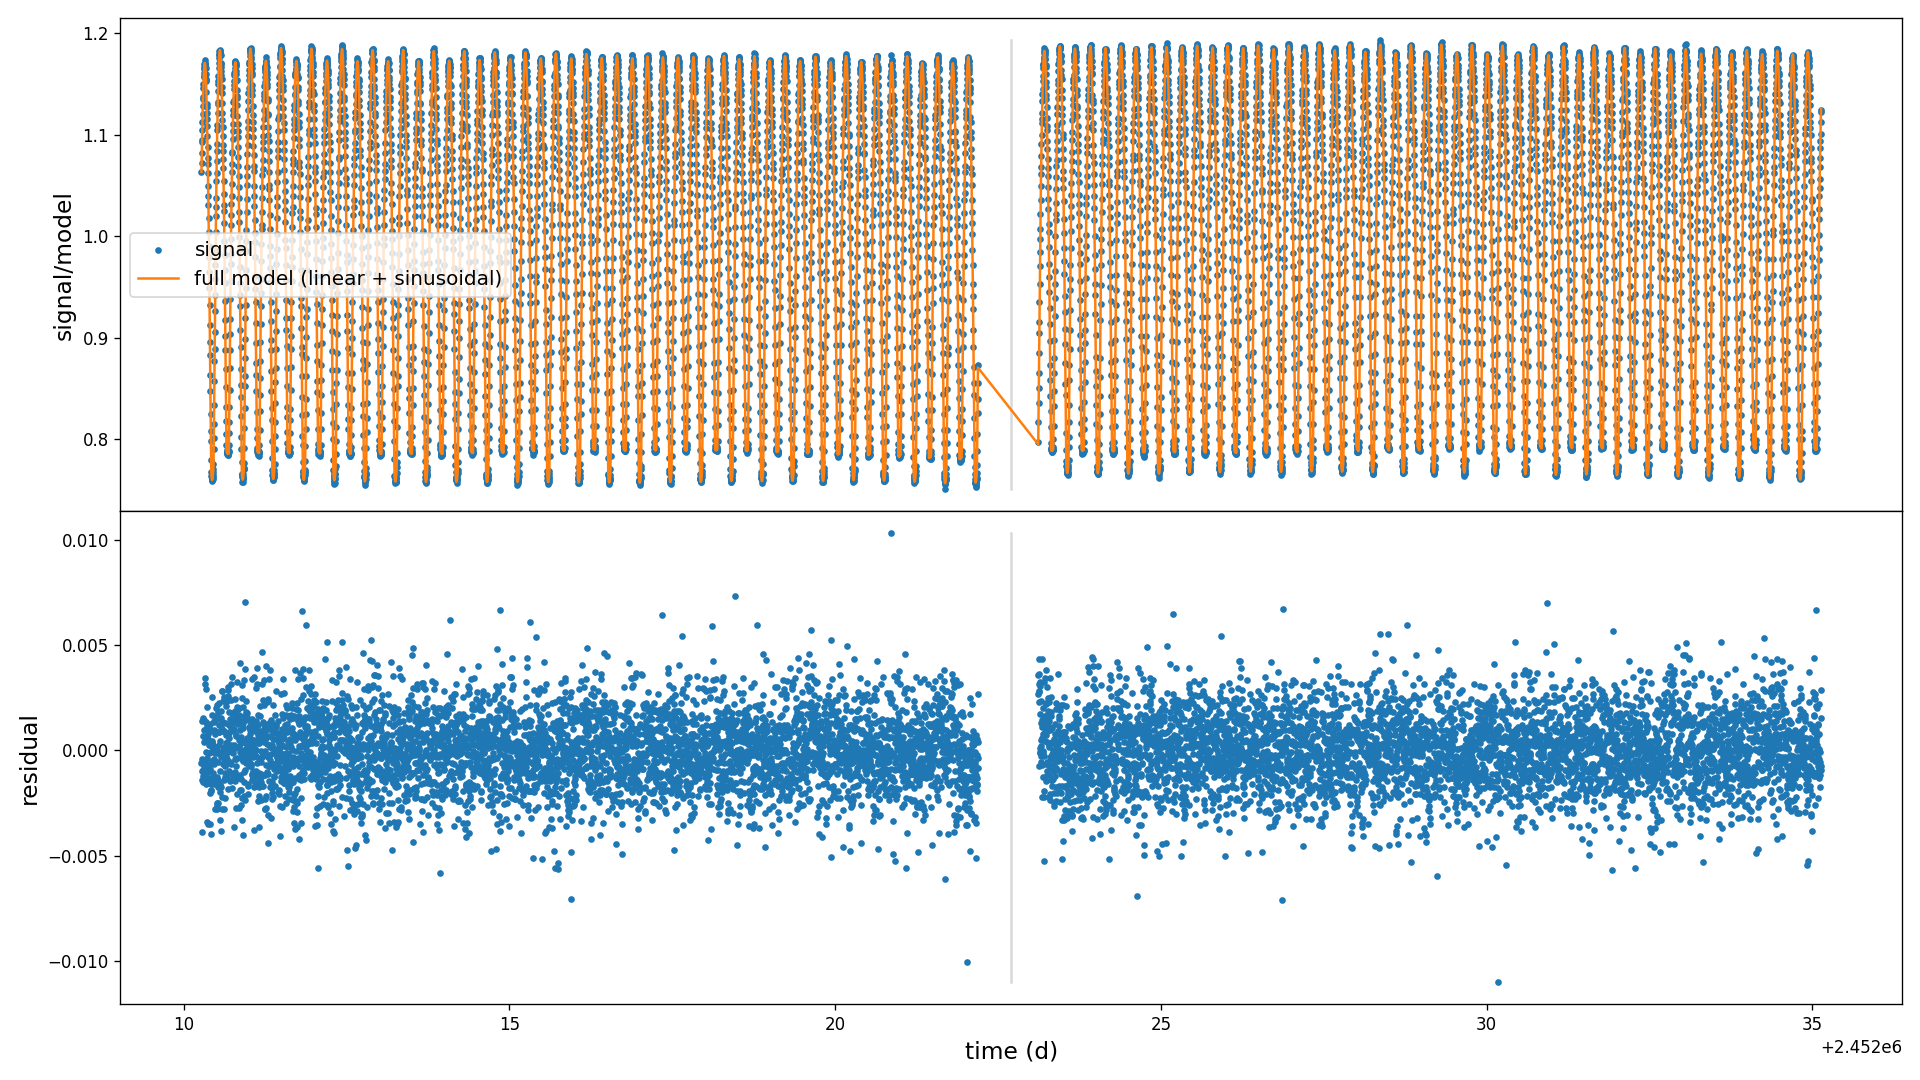 1.2
1.1
1.0
0.9
0.8
signal/model
signal
full model (linear + sinusoidal)
0.010
0.005
0.000
−0.005
−0.010
residual
10 15 20 25 30 35
time (d)
+2.452e6